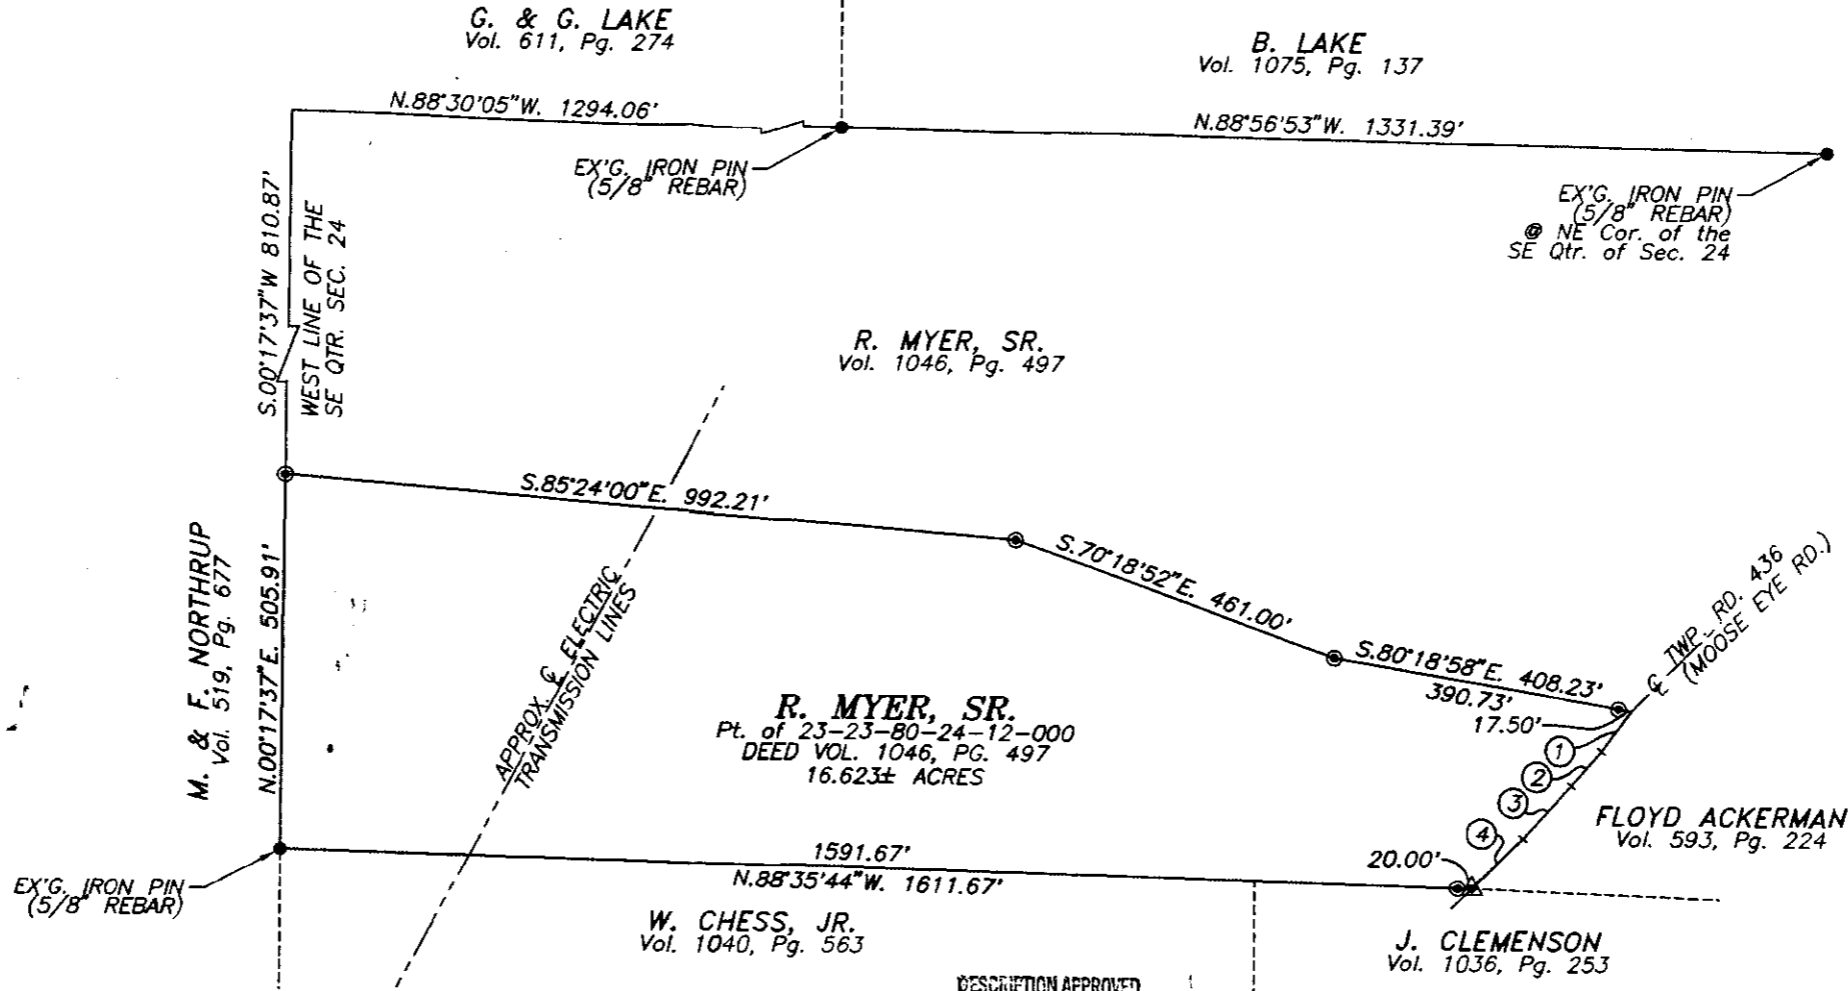 G. & G. LAKE
Vol. 611, Pg. 274
B. LAKE
Vol. 1075, Pg. 137
N.88°30'05"W. 1294.06'
N.88°56'53"W. 1331.39'
EX'G. IRON PIN
(5/8" REBAR)
EX'G. IRON PIN
(5/8" REBAR)
@ NE Cor. of the
SE Qtr. of Sec. 24
S.00°17'37"W 810.87'
WEST LINE OF THE
SE QTR. SEC. 24
R. MYER, SR.
Vol. 1046, Pg. 497
S.85°24'00"E. 992.21'
S.70°18'52"E. 461.00'
S.80°18'58"E. 408.23'
390.73'
17.50'
℄ TWP. RD. 436
(MOOSE EYE RD.)
M. & F. NORTHRUP
Vol. 519, Pg. 677
N.00°17'37"E. 505.91'
APPROX. ℄ ELECTRIC
TRANSMISSION LINES
R. MYER, SR.
Pt. of 23-23-80-24-12-000
DEED VOL. 1046, PG. 497
16.623± ACRES
1
2
3
4
FLOYD ACKERMAN
Vol. 593, Pg. 224
20.00'
1591.67'
N.88°35'44"W. 1611.67'
EX'G. IRON PIN
(5/8" REBAR)
W. CHESS, JR.
Vol. 1040, Pg. 563
J. CLEMENSON
Vol. 1036, Pg. 253
DESCRIPTION APPROVED